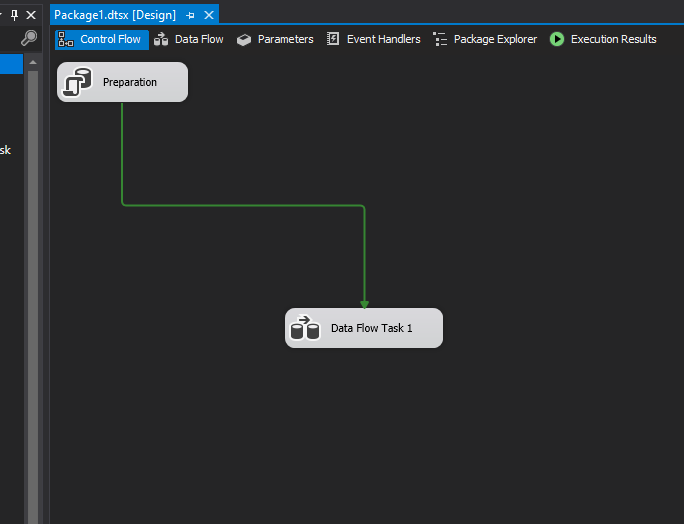 Package1.dtsx [Design]
Control Flow Data Flow Parameters Event Handlers Package Explorer Execution Results
Preparation
sk
Data Flow Task 1